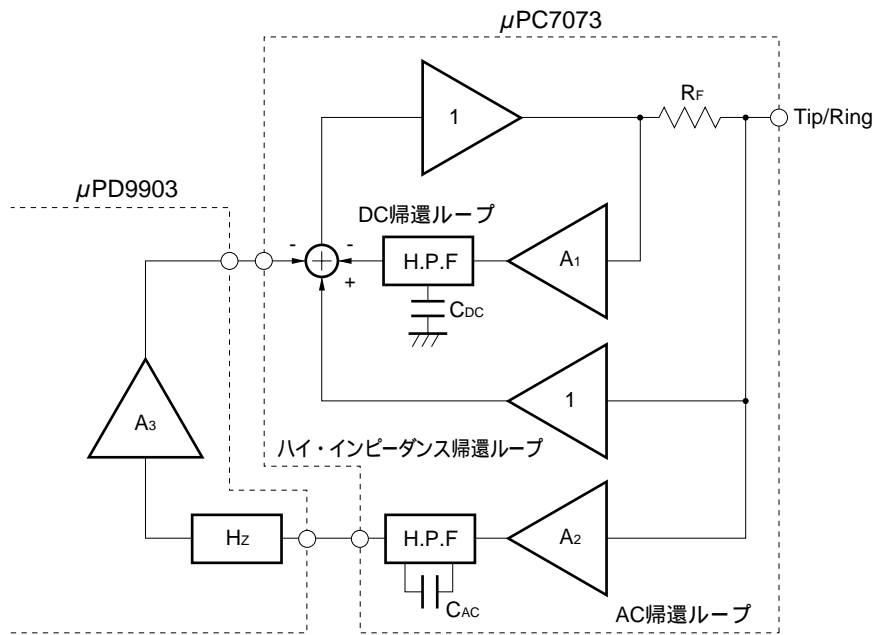 μPC7073
1
RF
Tip/Ring
μPD9903
DC帰還ループ
-
-
+
+
H.P.F
A1
CDC
A3
1
ハイ・インピーダンス帰還ループ
HZ
H.P.F
A2
CAC
AC帰還ループ